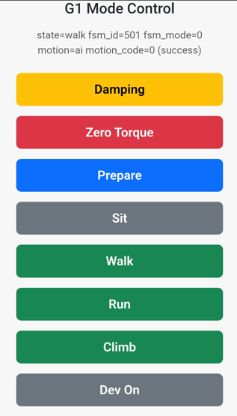 G1 Mode Control
state=walk fsm_id=501 fsm_mode=0
motion=ai motion_code=0 (success)
Damping
Zero Torque
Prepare
Sit
Walk
Run
Climb
Dev On